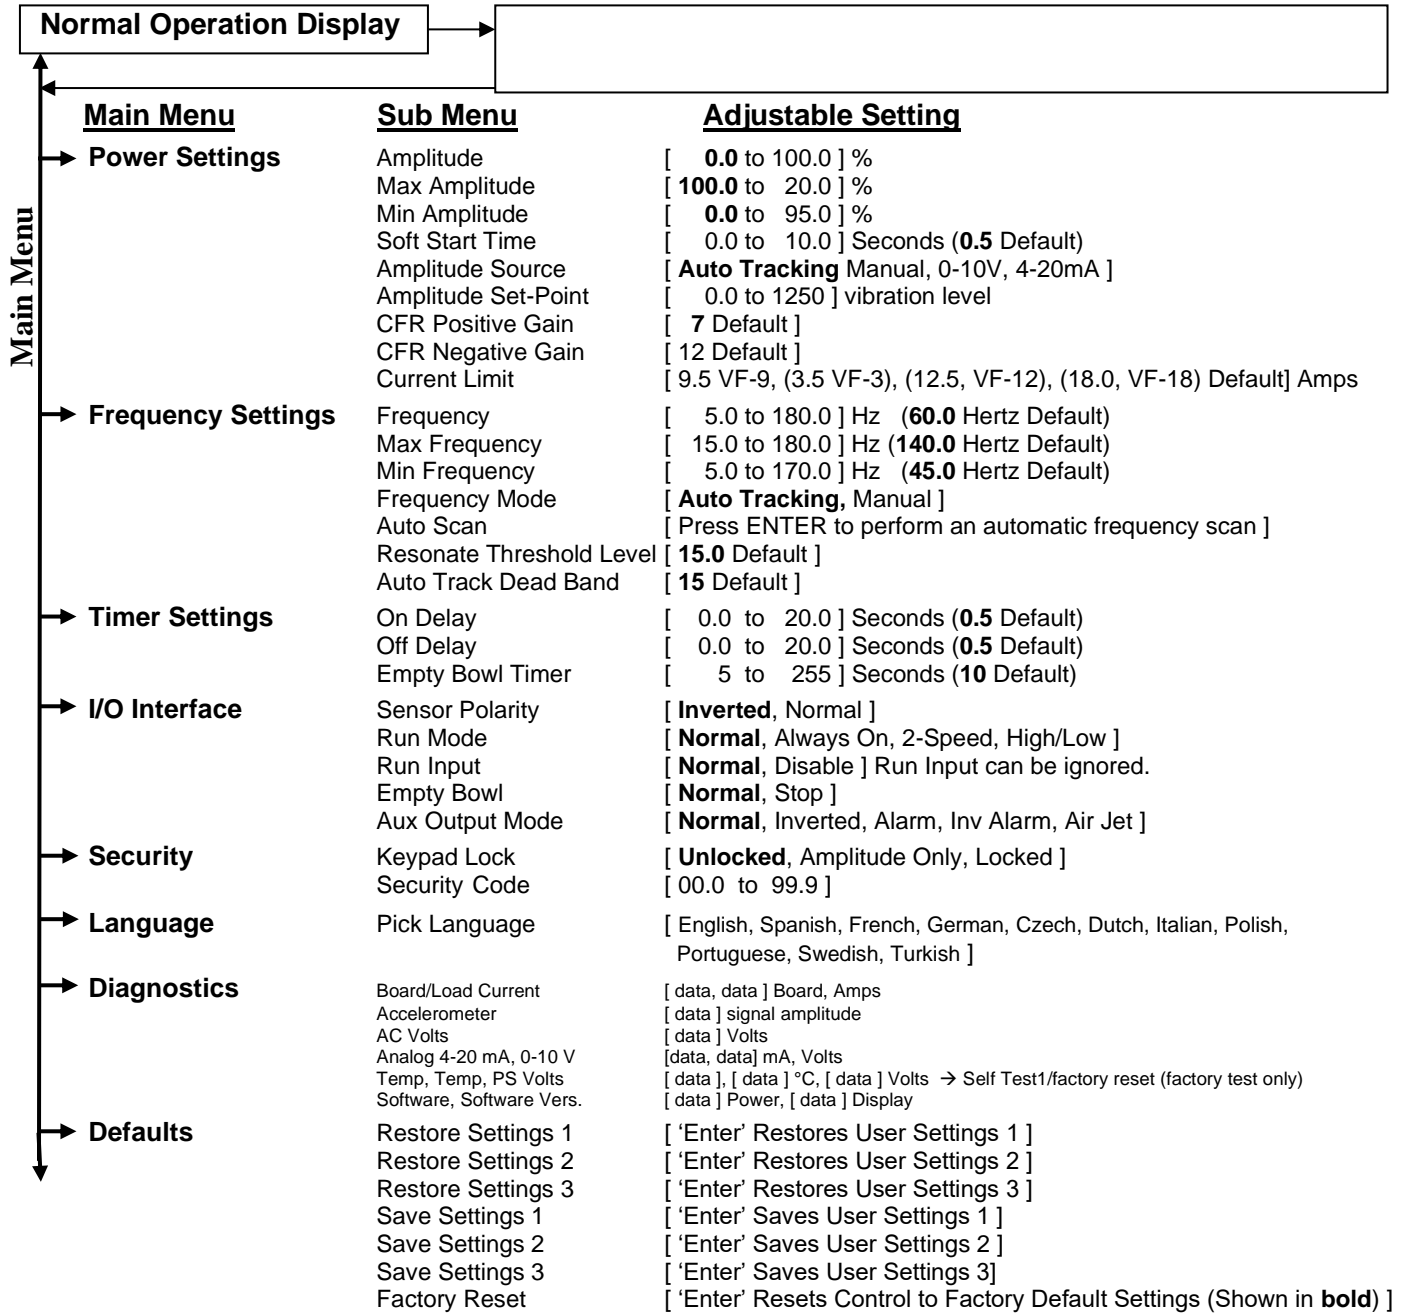 Normal Operation Display
Main Menu Sub Menu Adjustable Setting
Main Menu
Power Settings Amplitude [ 0.0 to 100.0 ] %
Max Amplitude [ 100.0 to 20.0 ] %
Min Amplitude [ 0.0 to 95.0 ] %
Soft Start Time [ 0.0 to 10.0 ] Seconds (0.5 Default)
Amplitude Source [ Auto Tracking Manual, 0-10V, 4-20mA ]
Amplitude Set-Point [ 0.0 to 1250 ] vibration level
CFR Positive Gain [ 7 Default ]
CFR Negative Gain [ 12 Default ]
Current Limit [ 9.5 VF-9, (3.5 VF-3), (12.5, VF-12), (18.0, VF-18) Default] Amps
Frequency Settings Frequency [ 5.0 to 180.0 ] Hz (60.0 Hertz Default)
Max Frequency [ 15.0 to 180.0 ] Hz (140.0 Hertz Default)
Min Frequency [ 5.0 to 170.0 ] Hz (45.0 Hertz Default)
Frequency Mode [ Auto Tracking, Manual ]
Auto Scan [ Press ENTER to perform an automatic frequency scan ]
Resonate Threshold Level [ 15.0 Default ]
Auto Track Dead Band [ 15 Default ]
Timer Settings On Delay [ 0.0 to 20.0 ] Seconds (0.5 Default)
Off Delay [ 0.0 to 20.0 ] Seconds (0.5 Default)
Empty Bowl Timer [ 5 to 255 ] Seconds (10 Default)
I/O Interface Sensor Polarity [ Inverted, Normal ]
Run Mode [ Normal, Always On, 2-Speed, High/Low ]
Run Input [ Normal, Disable ] Run Input can be ignored.
Empty Bowl [ Normal, Stop ]
Aux Output Mode [ Normal, Inverted, Alarm, Inv Alarm, Air Jet ]
Security Keypad Lock [ Unlocked, Amplitude Only, Locked ]
Security Code [ 00.0 to 99.9 ]
Language Pick Language [ English, Spanish, French, German, Czech, Dutch, Italian, Polish,
Portuguese, Swedish, Turkish ]
Diagnostics Board/Load Current [ data, data ] Board, Amps
Accelerometer [ data ] signal amplitude
AC Volts [ data ] Volts
Analog 4-20 mA, 0-10 V [data, data] mA, Volts
Temp, Temp, PS Volts [ data ], [ data ] °C, [ data ] Volts → Self Test1/factory reset (factory test only)
Software, Software Vers. [ data ] Power, [ data ] Display
Defaults Restore Settings 1 [ ‘Enter’ Restores User Settings 1 ]
Restore Settings 2 [ ‘Enter’ Restores User Settings 2 ]
Restore Settings 3 [ ‘Enter’ Restores User Settings 3 ]
Save Settings 1 [ ‘Enter’ Saves User Settings 1 ]
Save Settings 2 [ ‘Enter’ Saves User Settings 2 ]
Save Settings 3 [ ‘Enter’ Saves User Settings 3]
Factory Reset [ ‘Enter’ Resets Control to Factory Default Settings (Shown in bold) ]